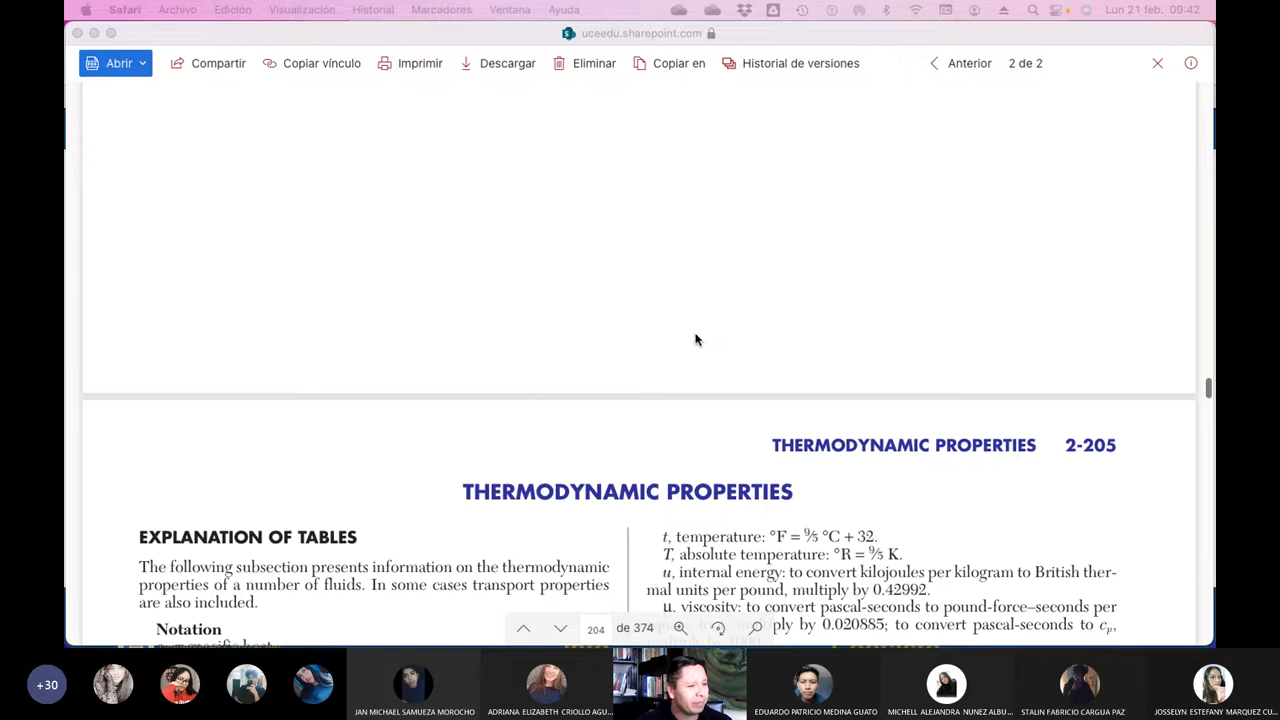 Safari Archivo Edición Visualización Historial Marcadores Ventana Ayuda Lun 21 feb. 09:42
uceedu.sharepoint.com
Abrir Compartir Copiar vínculo Imprimir Descargar Eliminar Copiar en Historial de versiones Anterior 2 de 2
THERMODYNAMIC PROPERTIES 2-205
THERMODYNAMIC PROPERTIES
EXPLANATION OF TABLES
The following subsection presents information on the thermodynamic
properties of a number of fluids. In some cases transport properties
are also included.
Notation
t, temperature: °F = 9/5 °C + 32.
T, absolute temperature: °R = 9/5 K.
u, internal energy: to convert kilojoules per kilogram to British ther-
mal units per pound, multiply by 0.42992.
μ, viscosity: to convert pascal-seconds to pound-force–seconds per
ply by 0.020885; to convert pascal-seconds to cp,
204 de 374
+30
JAN MICHAEL SAMUEZA MOROCHO
ADRIANA ELIZABETH CRIOLLO AGU...
EDUARDO PATRICIO MEDINA GUATO
MICHELL ALEJANDRA NUNEZ ALBU...
STALIN FABRICIO CARGUA PAZ
JOSSELYN ESTEFANY MARQUEZ CU...